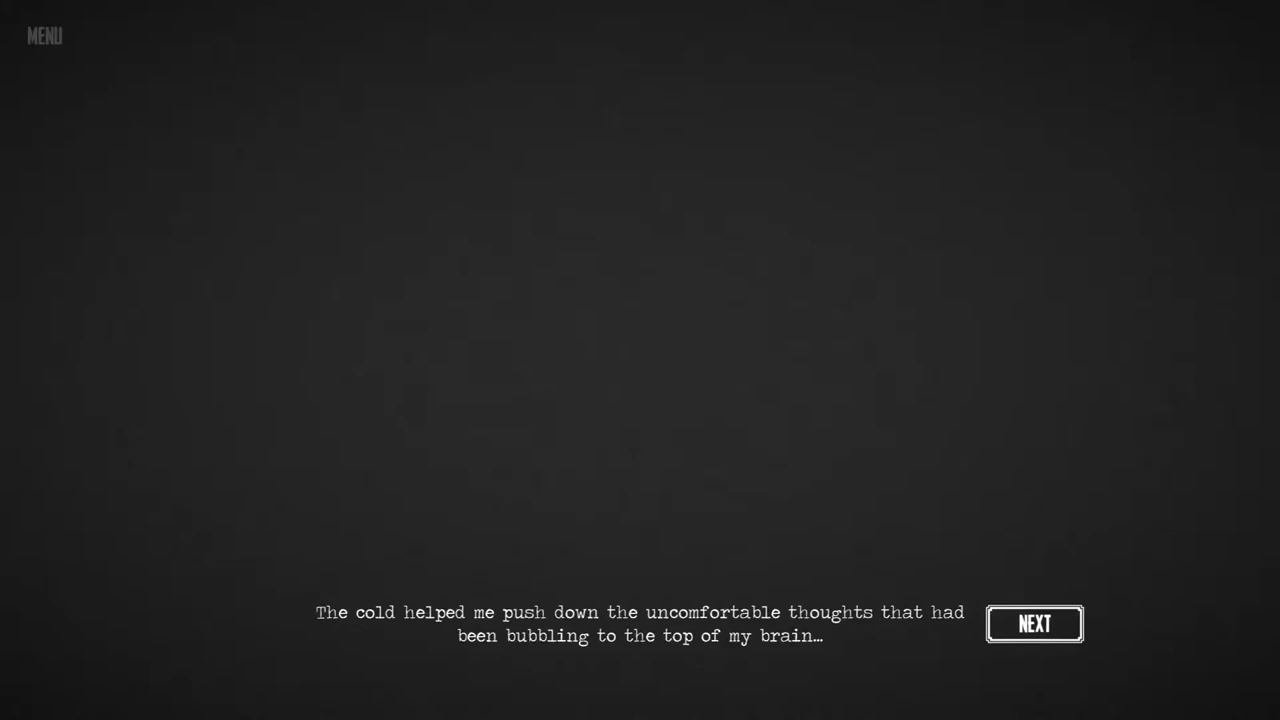 MENU
The cold helped me push down the uncomfortable thoughts that had
been bubbling to the top of my brain…
NEXT